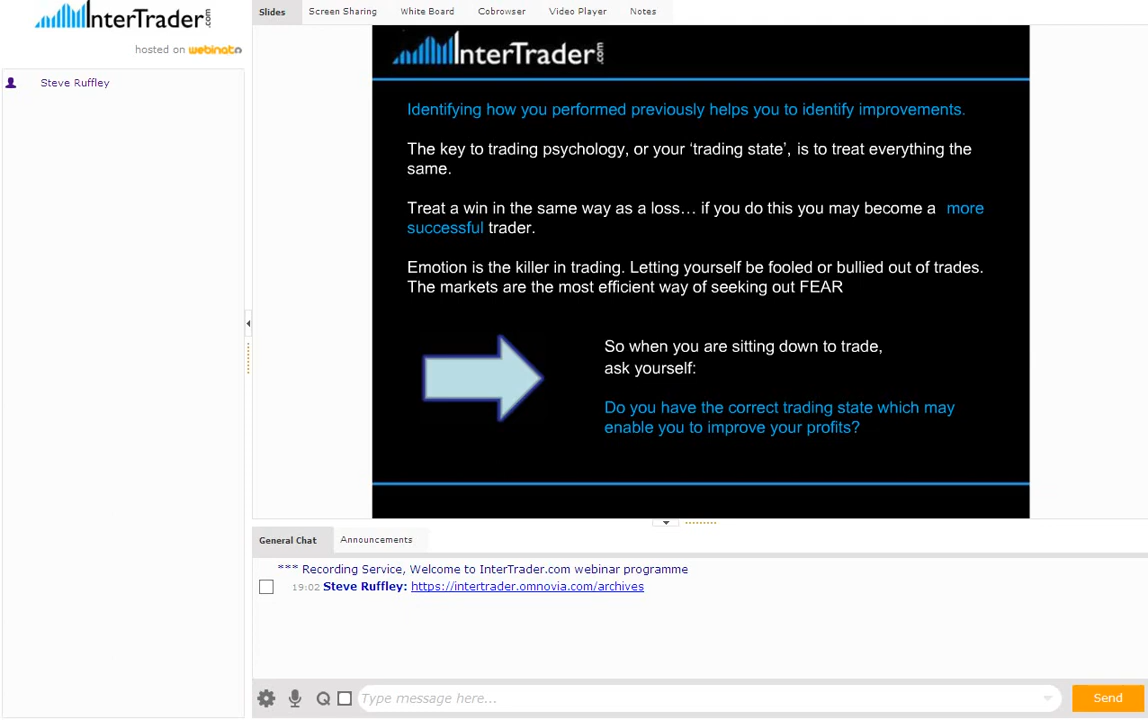 InterTrader.com
hosted on webinato
Steve Ruffley
Slides Screen Sharing White Board Cobrowser Video Player Notes
InterTrader.com
Identifying how you performed previously helps you to identify improvements.
The key to trading psychology, or your ‘trading state’, is to treat everything the
same.
Treat a win in the same way as a loss… if you do this you may become a more
successful trader.
Emotion is the killer in trading. Letting yourself be fooled or bullied out of trades.
The markets are the most efficient way of seeking out FEAR
So when you are sitting down to trade,
ask yourself:
Do you have the correct trading state which may
enable you to improve your profits?
General Chat Announcements
*** Recording Service, Welcome to InterTrader.com webinar programme
19:02 Steve Ruffley: https://intertrader.omnovia.com/archives
Type message here...
Send